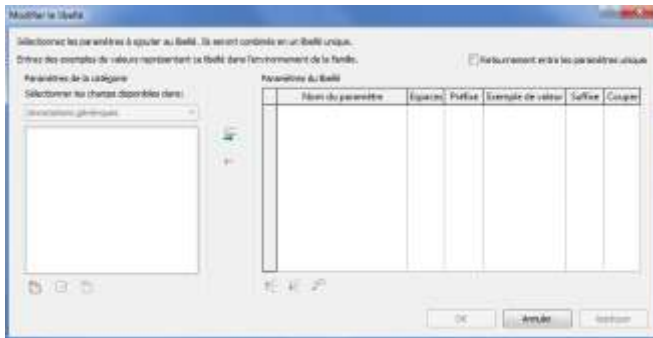 Modifier le libellé
Sélectionnez les paramètres à ajouter au libellé. Ils seront combinés en un libellé unique.
Entrez des exemples de valeurs représentant ce libellé dans l'environnement de la famille.
Retournement entre les paramètres unique
Paramètres de la catégorie
Paramètres du libellé
Sélectionner les champs disponibles dans:
Annotations génériques
Nom du paramètre Espaces Préfixe Exemple de valeur Suffixe Couper
OK Annuler Appliquer